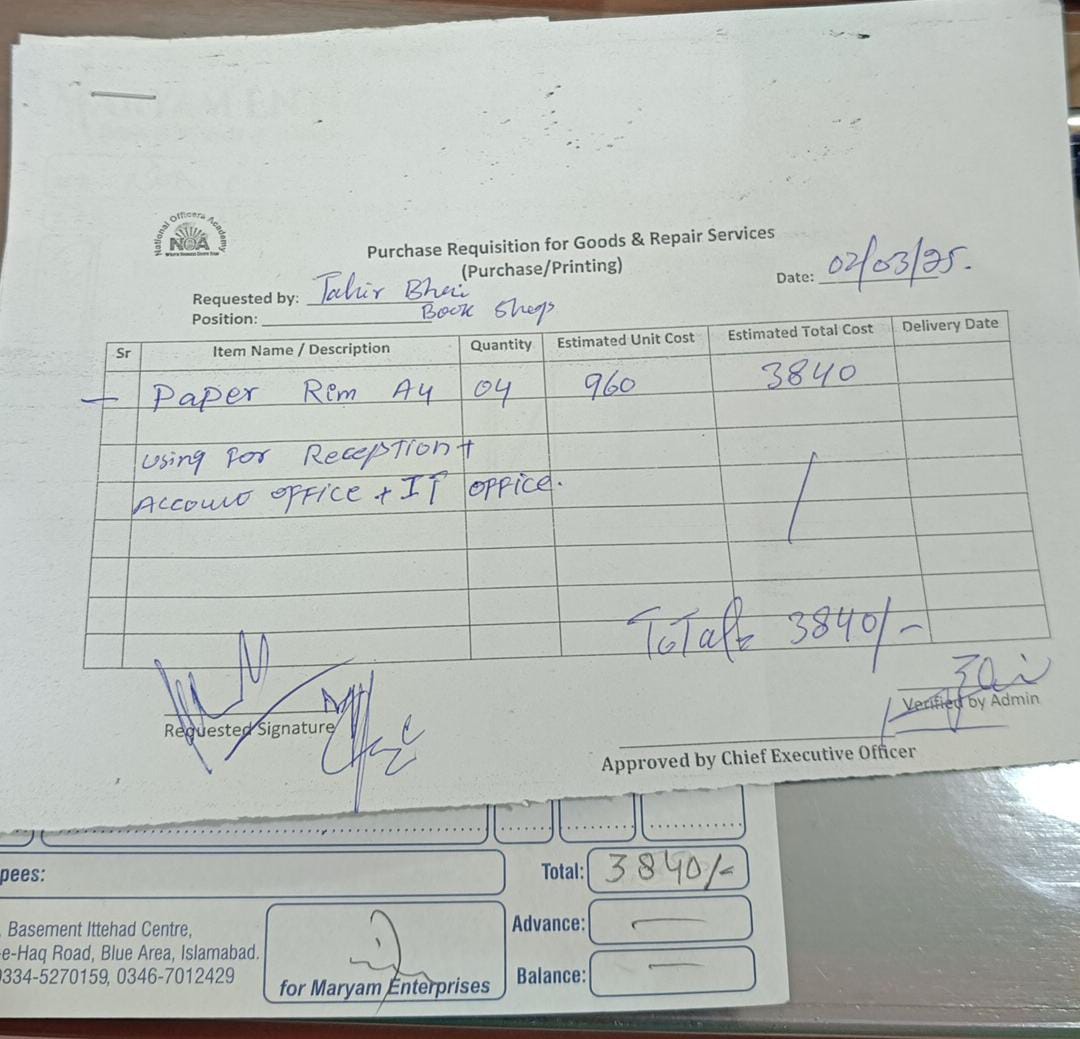 National Officers Academy
NOA
Purchase Requisition for Goods & Repair Services
(Purchase/Printing)
Date: 02/03/25.
Requested by: Tahir Bhai
Position: Book Shop
Sr Item Name / Description Quantity Estimated Unit Cost Estimated Total Cost Delivery Date
Paper Rim A4 04 960 3840
Using For Reception +
Account office + IT office.
Total 3840/-
Requested Signature
Verified by Admin
Approved by Chief Executive Officer
pees:
Total: 3840/-
Basement Ittehad Centre,
Advance:
-e-Haq Road, Blue Area, Islamabad.
0334-5270159, 0346-7012429
Balance:
for Maryam Enterprises